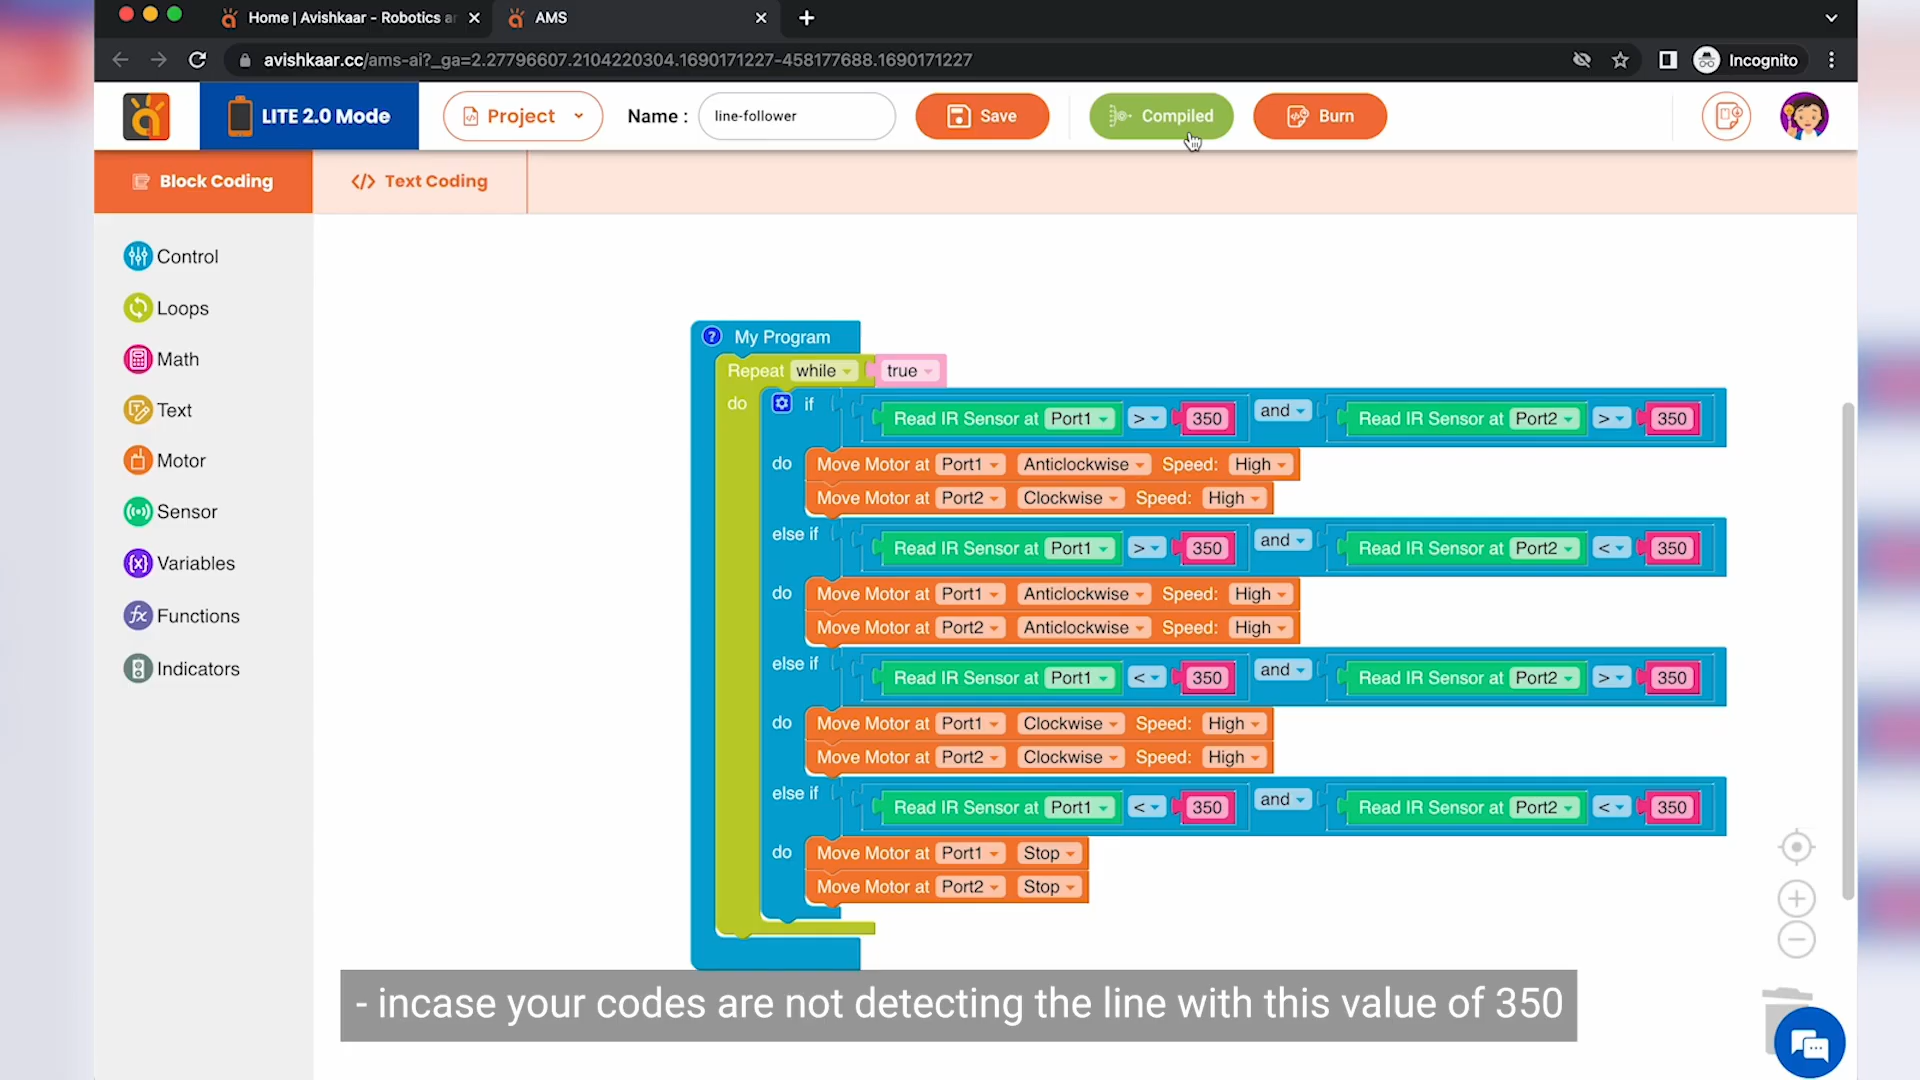 Home | Avishkaar - Robotics ar
AMS
avishkaar.cc/ams-ai?_ga=2.27796607.2104220304.1690171227-458177688.1690171227
Incognito
LITE 2.0 Mode
Project
Name :
line-follower
Save
Compiled
Burn
Block Coding
</> Text Coding
Control
Loops
Math
Text
Motor
Sensor
{x} Variables
fx Functions
Indicators
? My Program
Repeat while true
do if Read IR Sensor at Port1 > 350 and Read IR Sensor at Port2 > 350
do Move Motor at Port1 Anticlockwise Speed: High
Move Motor at Port2 Clockwise Speed: High
else if Read IR Sensor at Port1 > 350 and Read IR Sensor at Port2 < 350
do Move Motor at Port1 Anticlockwise Speed: High
Move Motor at Port2 Anticlockwise Speed: High
else if Read IR Sensor at Port1 < 350 and Read IR Sensor at Port2 > 350
do Move Motor at Port1 Clockwise Speed: High
Move Motor at Port2 Clockwise Speed: High
else if Read IR Sensor at Port1 < 350 and Read IR Sensor at Port2 < 350
do Move Motor at Port1 Stop
Move Motor at Port2 Stop
- incase your codes are not detecting the line with this value of 350